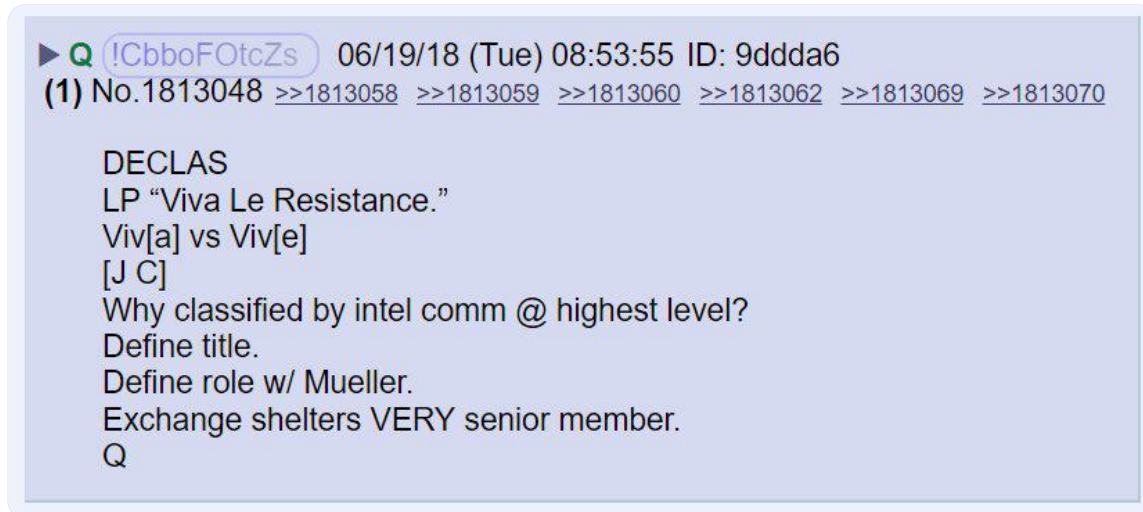 ▶ Q !CbboFOtcZs 06/19/18 (Tue) 08:53:55 ID: 9ddda6
(1) No.1813048 >>1813058 >>1813059 >>1813060 >>1813062 >>1813069 >>1813070
DECLAS
LP “Viva Le Resistance.”
Viv[a] vs Viv[e]
[J C]
Why classified by intel comm @ highest level?
Define title.
Define role w/ Mueller.
Exchange shelters VERY senior member.
Q